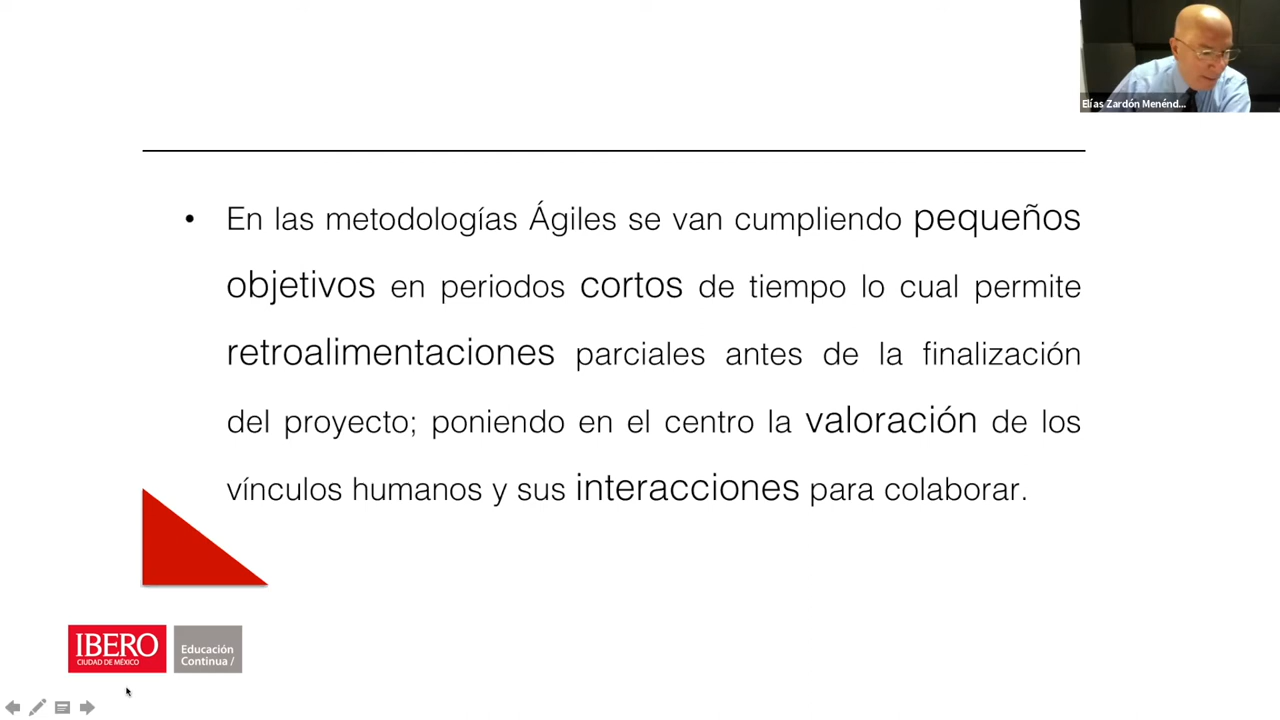 Elías Zardón Menénd...
• En las metodologías Ágiles se van cumpliendo pequeños
objetivos en periodos cortos de tiempo lo cual permite
retroalimentaciones parciales antes de la finalización
del proyecto; poniendo en el centro la valoración de los
vínculos humanos y sus interacciones para colaborar.
IBERO
CIUDAD DE MÉXICO
Educación
Continua /